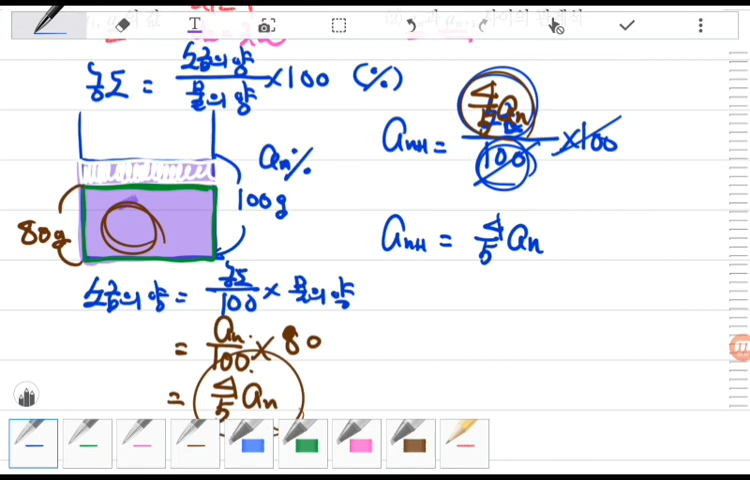 농도 = 소금의 양 / 물의 양 × 100 (%)
an%
100g
80g
소금의 양 = 농도/100 × 물의 양
= an/100 × 80
= 4/5 an
an+1 = 4/5 an / 100 × 100
an+1 = 4/5 an